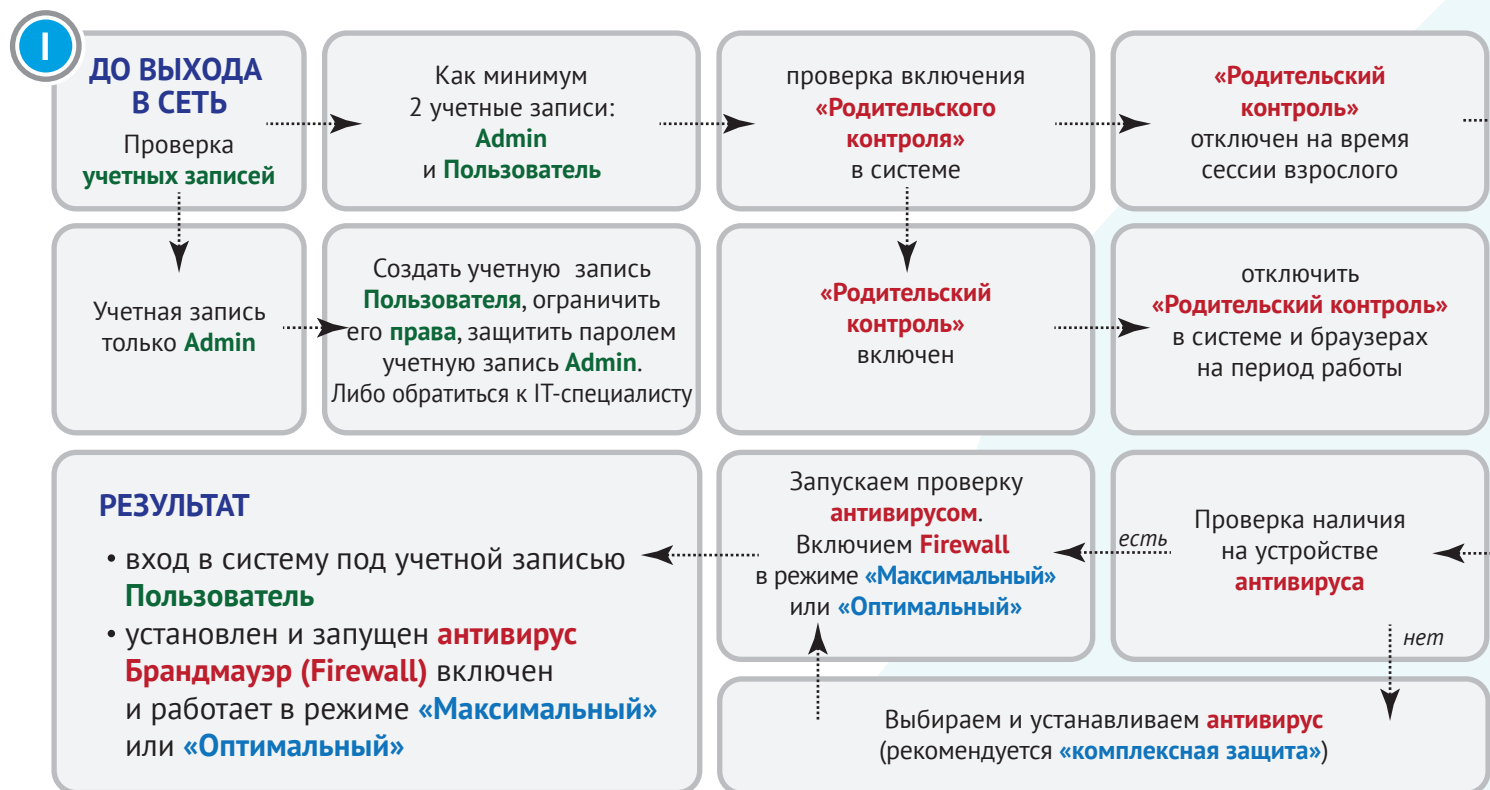 I
ДО ВЫХОДА
В СЕТЬ
Проверка
учетных записей
Как минимум
2 учетные записи:
Admin
и Пользователь
проверка включения
«Родительского
контроля»
в системе
«Родительский
контроль»
отключен на время
сессии взрослого
Учетная запись
только Admin
Создать учетную запись
Пользователя, ограничить
его права, защитить паролем
учетную запись Admin.
Либо обратиться к IT-специалисту
«Родительский
контроль»
включен
отключить
«Родительский контроль»
в системе и браузерах
на период работы
РЕЗУЛЬТАТ
• вход в систему под учетной записью
Пользователь
• установлен и запущен антивирус
Брандмауэр (Firewall) включен
и работает в режиме «Максимальный»
или «Оптимальный»
Запускаем проверку
антивирусом.
Включием Firewall
в режиме «Максимальный»
или «Оптимальный»
есть
Проверка наличия
на устройстве
антивируса
нет
Выбираем и устанавливаем антивирус
(рекомендуется «комплексная защита»)